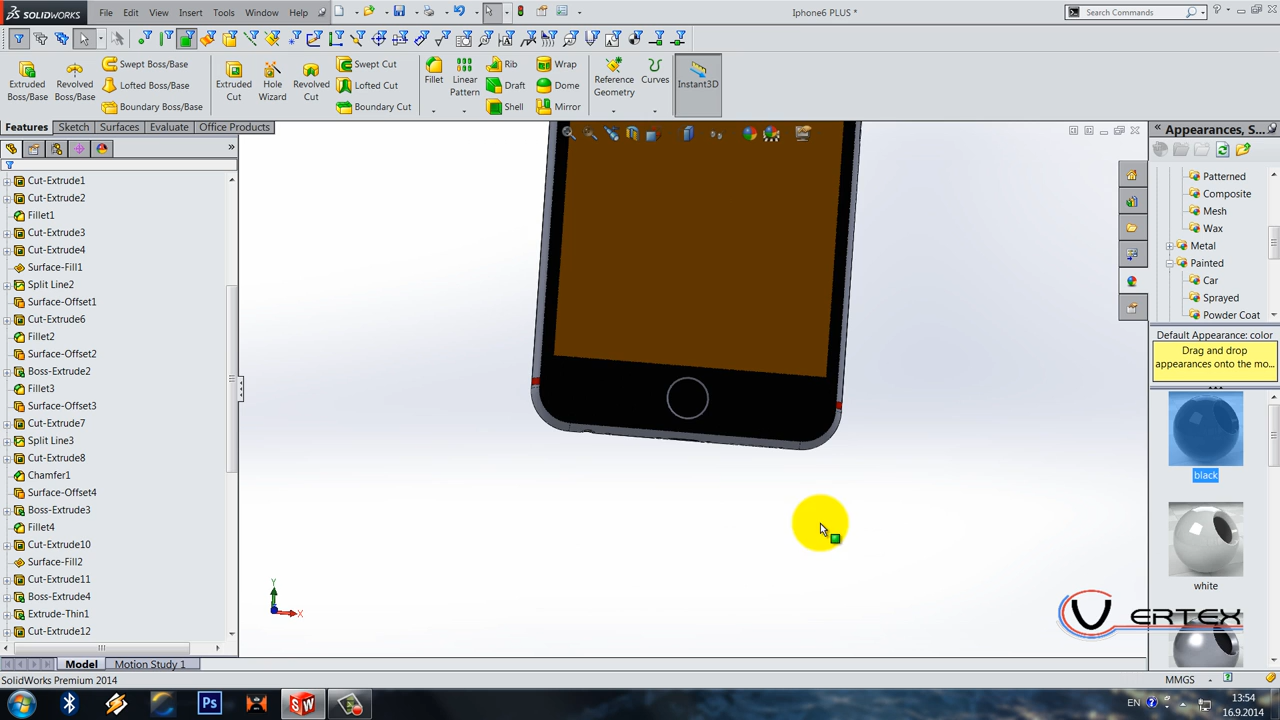 SOLIDWORKS File Edit View Insert Tools Window Help Iphone6 PLUS * Search Commands
Extruded Boss/Base
Revolved Boss/Base
Swept Boss/Base
Lofted Boss/Base
Boundary Boss/Base
Extruded Cut
Hole Wizard
Revolved Cut
Swept Cut
Lofted Cut
Boundary Cut
Fillet
Linear Pattern
Rib
Draft
Shell
Wrap
Dome
Mirror
Reference Geometry
Curves
Instant3D
Features Sketch Surfaces Evaluate Office Products
Cut-Extrude1
Cut-Extrude2
Fillet1
Cut-Extrude3
Cut-Extrude4
Surface-Fill1
Split Line2
Surface-Offset1
Cut-Extrude6
Fillet2
Surface-Offset2
Boss-Extrude2
Fillet3
Surface-Offset3
Cut-Extrude7
Split Line3
Cut-Extrude8
Chamfer1
Surface-Offset4
Boss-Extrude3
Fillet4
Cut-Extrude10
Surface-Fill2
Cut-Extrude11
Boss-Extrude4
Extrude-Thin1
Cut-Extrude12
Y
X
Appearances, S...
Patterned
Composite
Mesh
Wax
Metal
Painted
Car
Sprayed
Powder Coat
Default Appearance: color
Drag and drop
appearances onto the mo...
black
white
VERTEX
Model Motion Study 1
SolidWorks Premium 2014 MMGS
Ps SW EN 13:54
16.9.2014